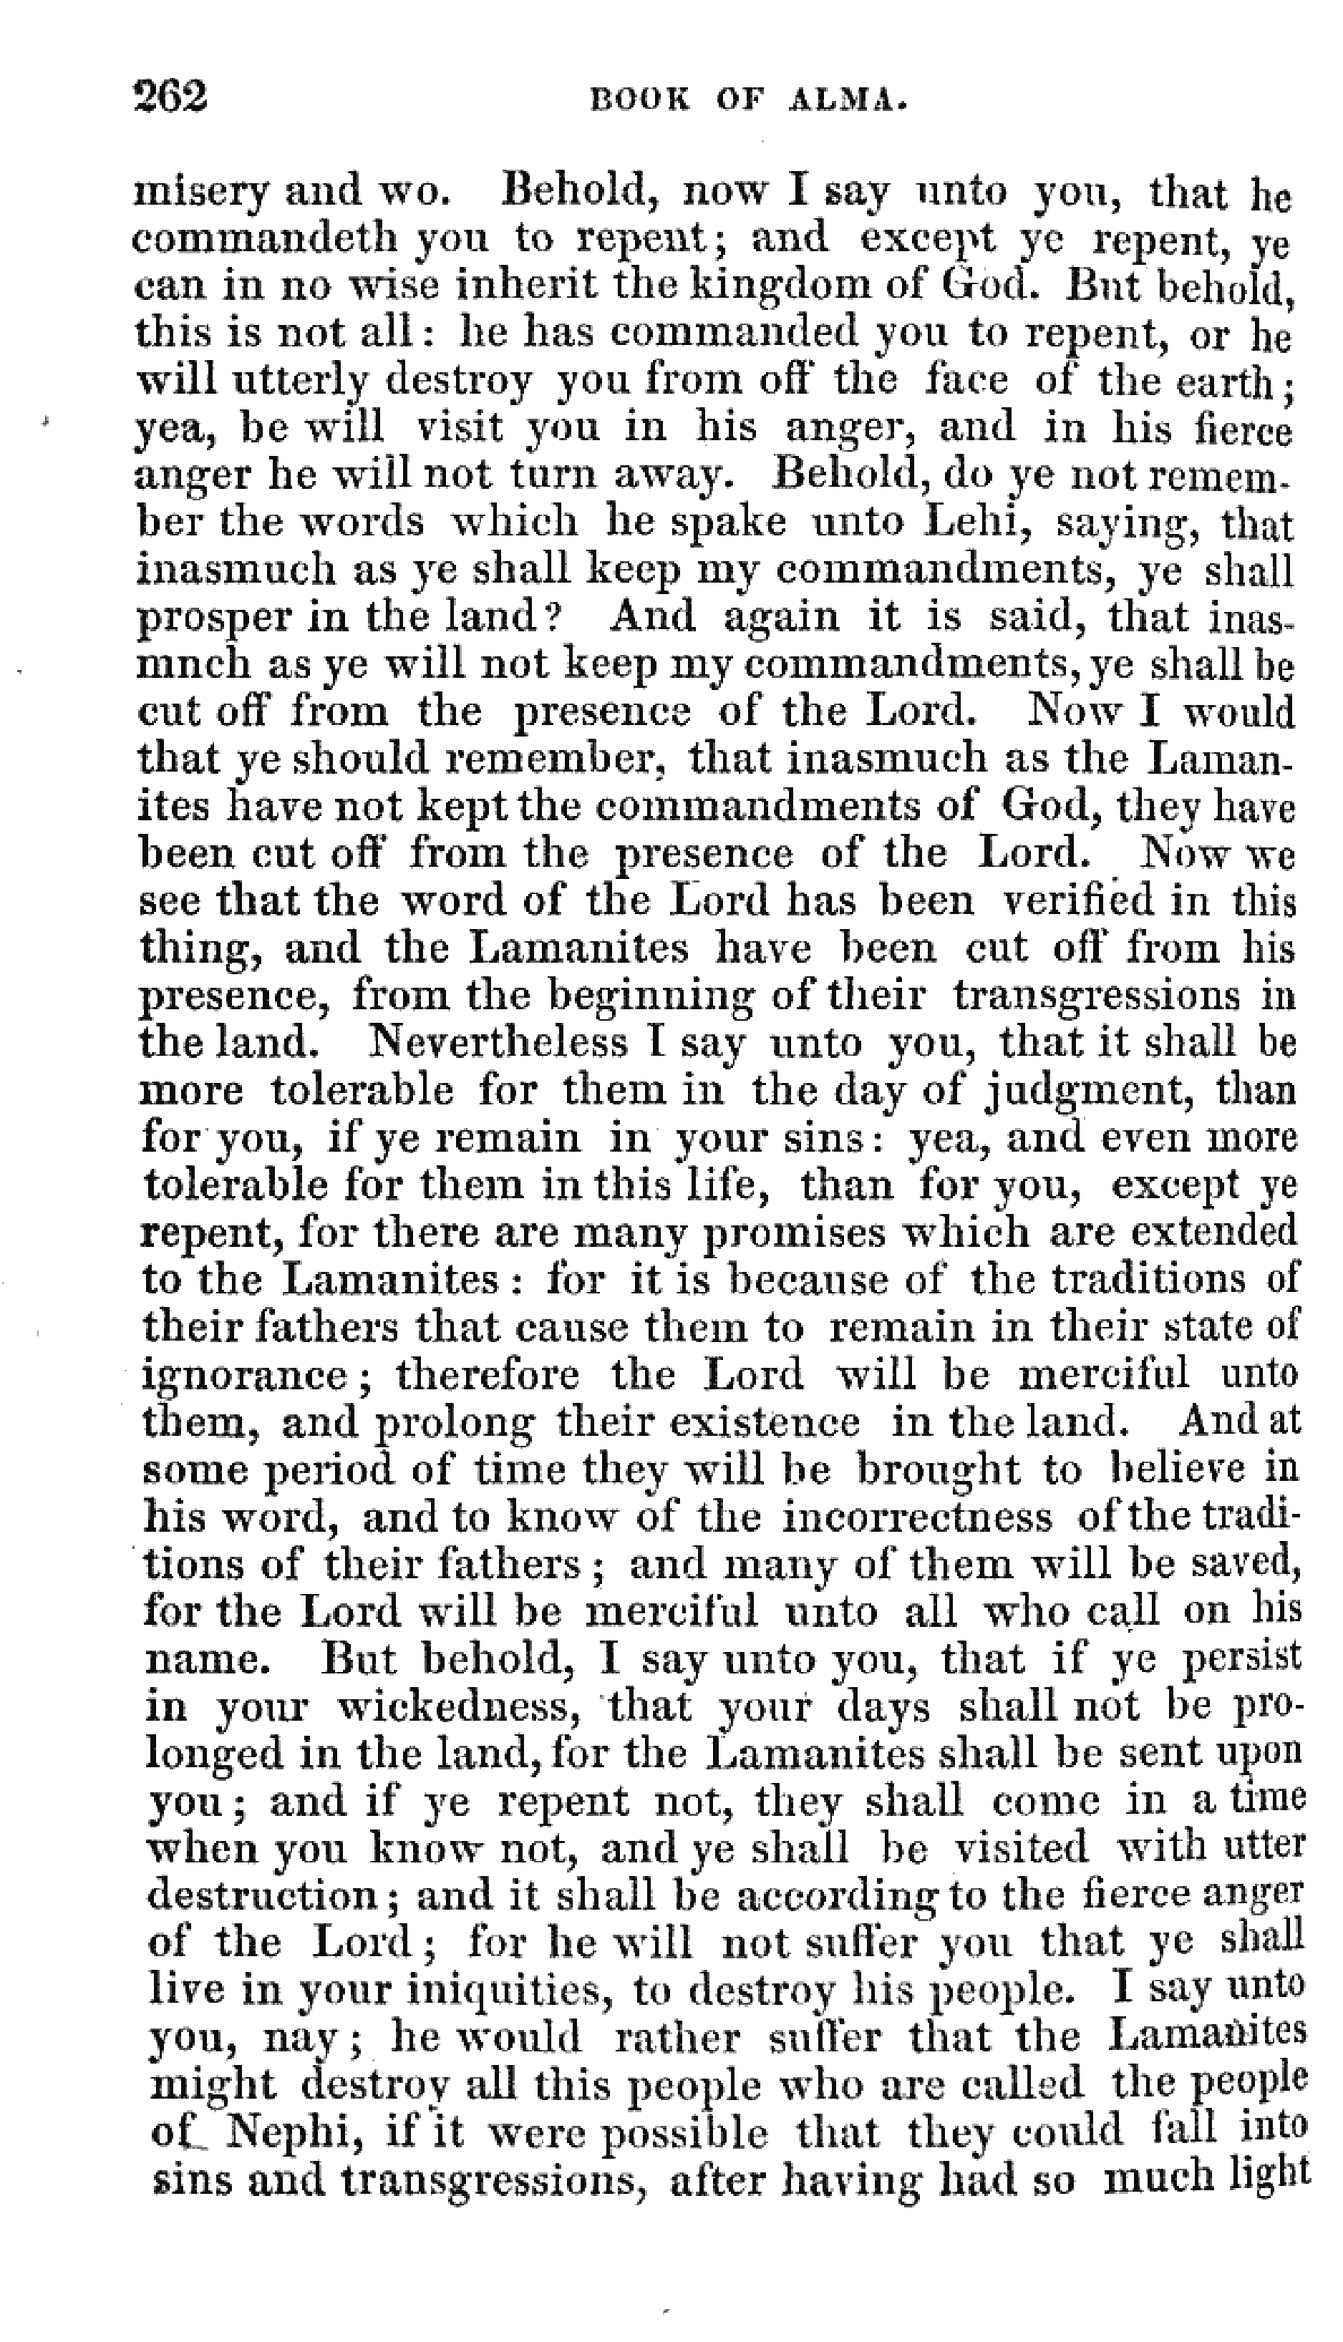 262 BOOK OF ALMA.
misery and wo. Behold, now I say unto you, that he
commandeth you to repent; and except ye repent, ye
can in no wise inherit the kingdom of God. But behold,
this is not all: he has commanded you to repent, or he
will utterly destroy you from off the face of the earth;
yea, he will visit you in his anger, and in his fierce
anger he will not turn away. Behold, do ye not remem-
ber the words which he spake unto Lehi, saying, that
inasmuch as ye shall keep my commandments, ye shall
prosper in the land? And again it is said, that inas-
mnch as ye will not keep my commandments, ye shall be
cut off from the presence of the Lord. Now I would
that ye should remember, that inasmuch as the Laman-
ites have not kept the commandments of God, they have
been cut off from the presence of the Lord. Now we
see that the word of the Lord has been verified in this
thing, and the Lamanites have been cut off from his
presence, from the beginning of their transgressions in
the land. Nevertheless I say unto you, that it shall be
more tolerable for them in the day of judgment, than
for you, if ye remain in your sins: yea, and even more
tolerable for them in this life, than for you, except ye
repent, for there are many promises which are extended
to the Lamanites: for it is because of the traditions of
their fathers that cause them to remain in their state of
ignorance; therefore the Lord will be merciful unto
them, and prolong their existence in the land. And at
some period of time they will be brought to believe in
his word, and to know of the incorrectness of the tradi-
tions of their fathers; and many of them will be saved,
for the Lord will be merciful unto all who call on his
name. But behold, I say unto you, that if ye persist
in your wickedness, that your days shall not be pro-
longed in the land, for the Lamanites shall be sent upon
you; and if ye repent not, they shall come in a time
when you know not, and ye shall be visited with utter
destruction; and it shall be according to the fierce anger
of the Lord; for he will not suffer you that ye shall
live in your iniquities, to destroy his people. I say unto
you, nay; he would rather suffer that the Lamanites
might destroy all this people who are called the people
of Nephi, if it were possible that they could fall into
sins and transgressions, after having had so much light